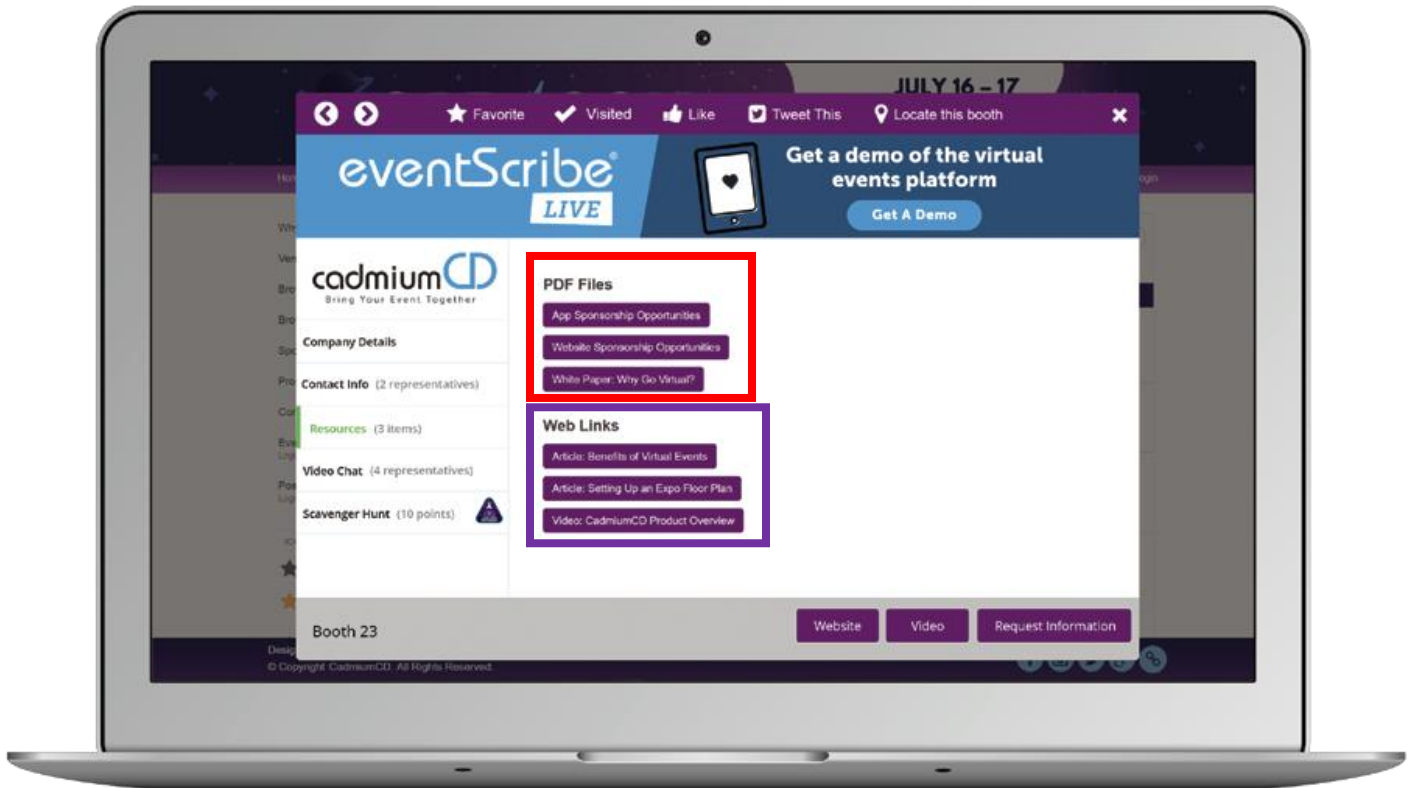 JULY 16 – 17
Favorite
Visited
Like
Tweet This
Locate this booth
eventScribe®
LIVE
Get a demo of the virtual
events platform
Get A Demo
cadmiumCD
Bring Your Event Together
Company Details
Contact Info (2 representatives)
Resources (3 items)
Video Chat (4 representatives)
Scavenger Hunt (10 points)
PDF Files
App Sponsorship Opportunities
Website Sponsorship Opportunities
White Paper: Why Go Virtual?
Web Links
Article: Benefits of Virtual Events
Article: Setting Up an Expo Floor Plan
Video: CadmiumCD Product Overview
Booth 23
Website
Video
Request Information
© Copyright CadmiumCD. All Rights Reserved.